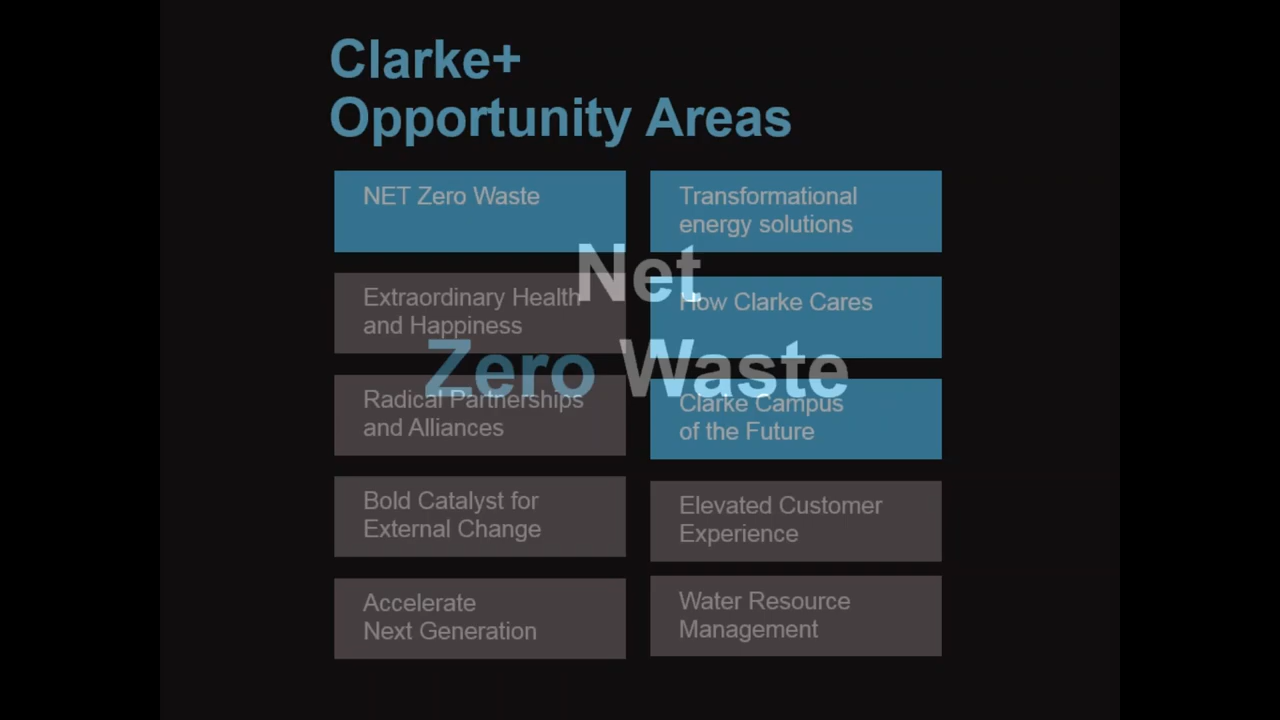 Clarke+
Opportunity Areas
NET Zero Waste
Transformational
energy solutions
Net
Extraordinary Health
and Happiness
How Clarke Cares
Zero Waste
Radical Partnerships
and Alliances
Clarke Campus
of the Future
Bold Catalyst for
External Change
Elevated Customer
Experience
Accelerate
Next Generation
Water Resource
Management